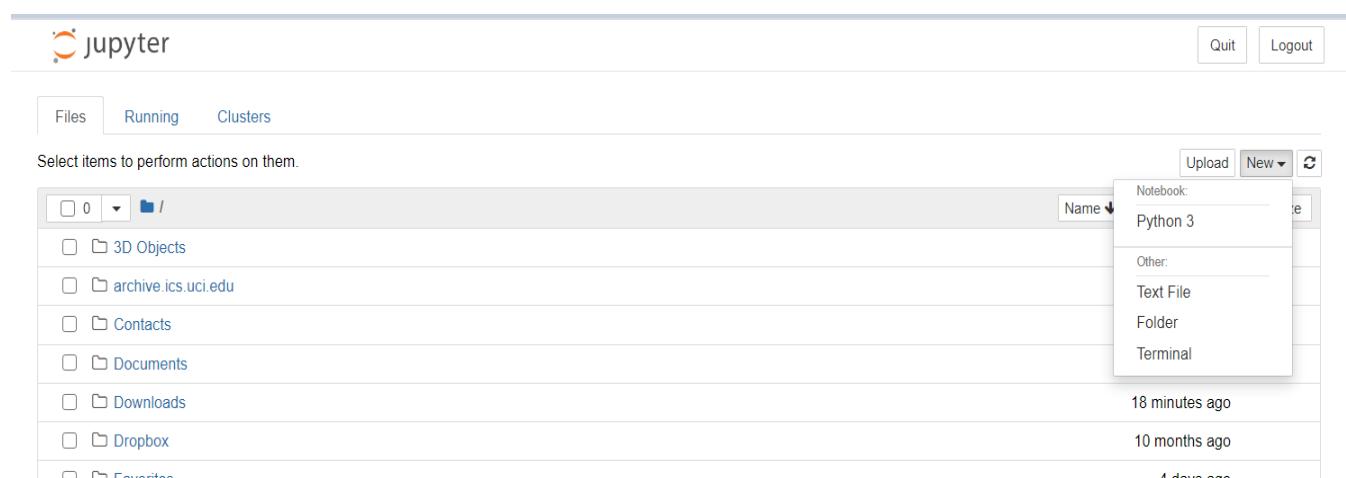 jupyter
Quit Logout
Files Running Clusters
Select items to perform actions on them.
Upload New
0 / Name
Notebook:
Python 3
Other:
Text File
Folder
Terminal
3D Objects
archive.ics.uci.edu
Contacts
Documents
Downloads 18 minutes ago
Dropbox 10 months ago